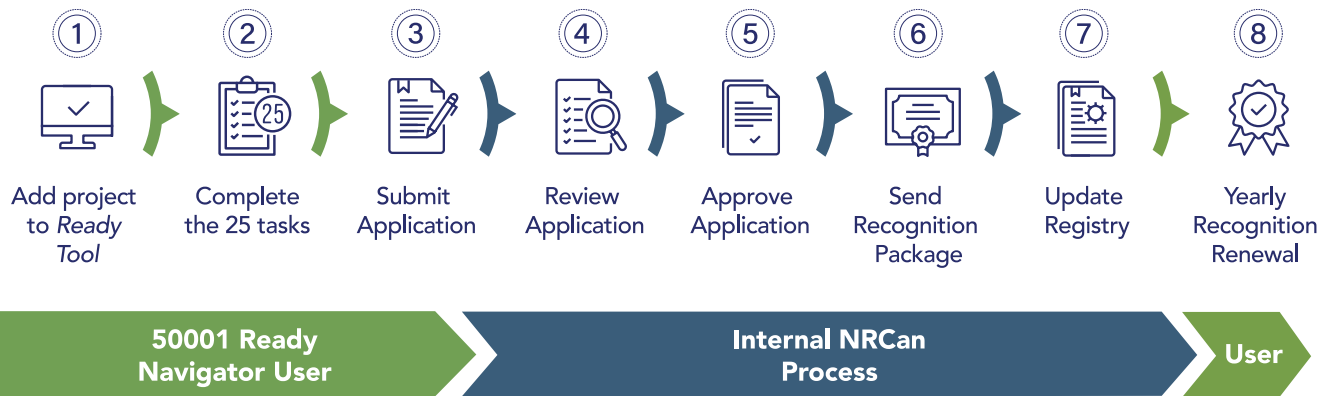 1
2
3
4
5
6
7
8
25
Add project
to Ready
Tool
Complete
the 25 tasks
Submit
Application
Review
Application
Approve
Application
Send
Recognition
Package
Update
Registry
Yearly
Recognition
Renewal
50001 Ready
Navigator User
Internal NRCan
Process
User